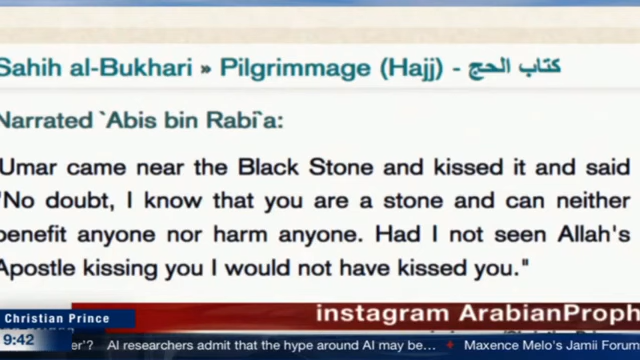 Sahih al-Bukhari » Pilgrimage (Hajj) - كتاب الحج
Narrated `Abis bin Rabi`a:
Umar came near the Black Stone and kissed it and said
"No doubt, I know that you are a stone and can neither
benefit anyone nor harm anyone. Had I not seen Allah's
Apostle kissing you I would not have kissed you."
Christian Prince
instagram ArabianProph
9:42
er'? AI researchers admit that the hype around AI may be... Maxence Melo's Jamii Forum